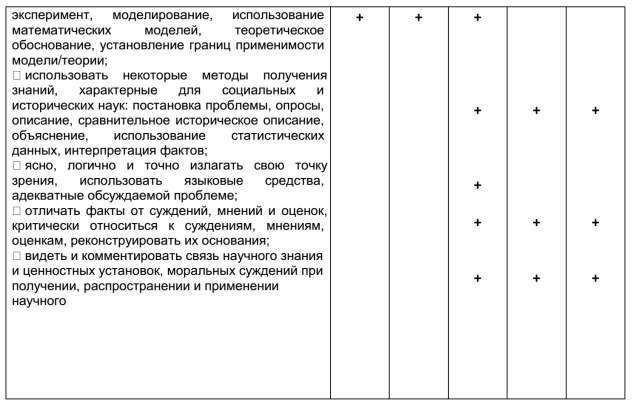 эксперимент, моделирование, использование + + +
математических моделей, теоретическое
обоснование, установление границ применимости
модели/теории;
□ использовать некоторые методы получения
знаний, характерные для социальных и
исторических наук: постановка проблемы, опросы,
описание, сравнительное историческое описание, + + +
объяснение, использование статистических
данных, интерпретация фактов;
□ ясно, логично и точно излагать свою точку
зрения, использовать языковые средства, +
адекватные обсуждаемой проблеме;
□ отличать факты от суждений, мнений и оценок,
критически относиться к суждениям, мнениям, + + +
оценкам, реконструировать их основания;
□ видеть и комментировать связь научного знания
и ценностных установок, моральных суждений при + + +
получении, распространении и применении
научного